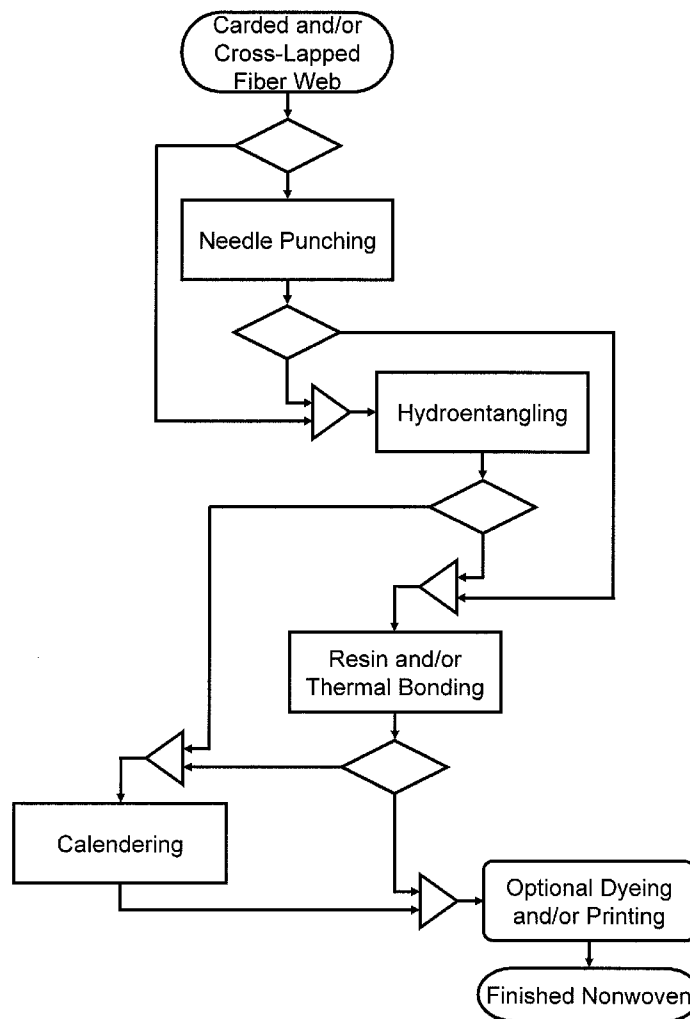 Carded and/or
Cross-Lapped
Fiber Web
Needle Punching
Hydroentangling
Resin and/or
Thermal Bonding
Calendering
Optional Dyeing
and/or Printing
Finished Nonwoven